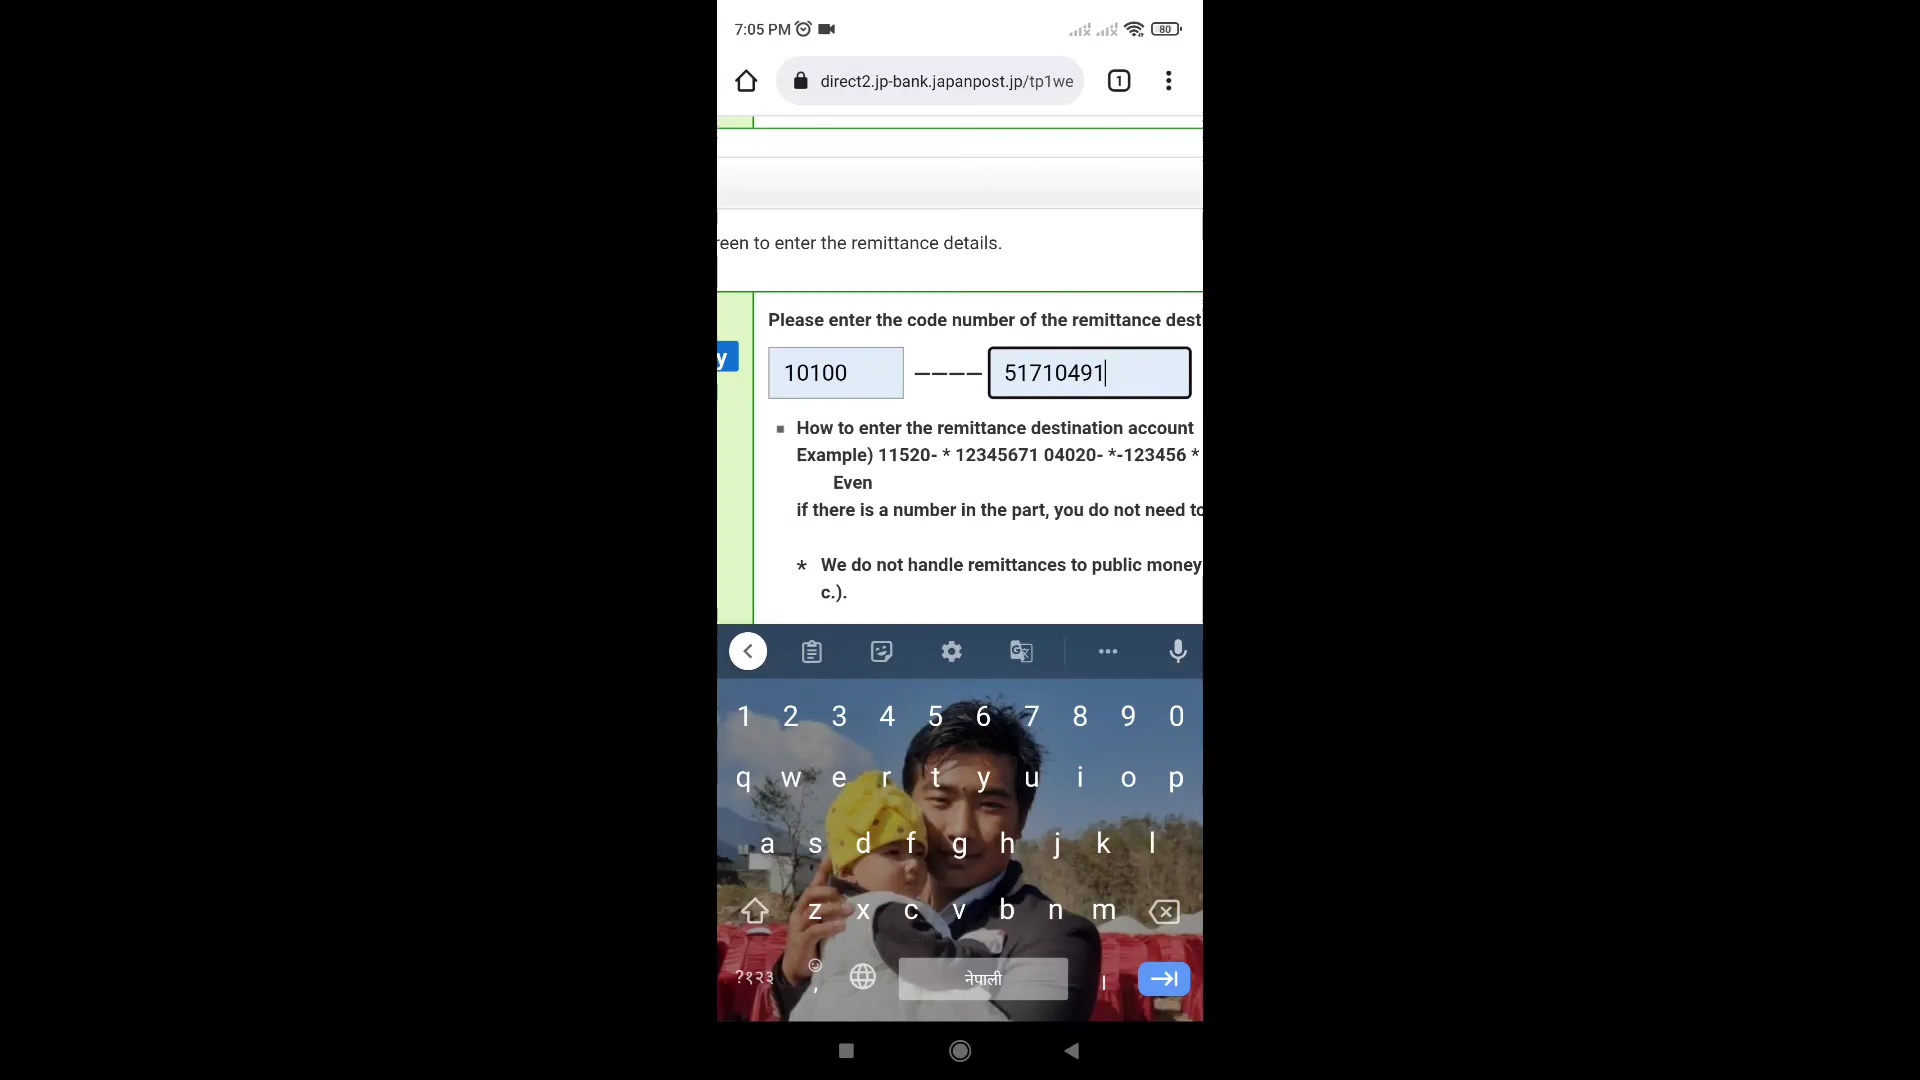 7:05 PM
80
direct2.jp-bank.japanpost.jp/tp1we
1
reen to enter the remittance details.
Please enter the code number of the remittance dest
y
10100 ---- 51710491
■ How to enter the remittance destination account
Example) 11520- * 12345671 04020- *-123456 *
Even
if there is a number in the part, you do not need to
* We do not handle remittances to public money
c.).
1 2 3 4 5 6 7 8 9 0
q w e r t y u i o p
a s d f g h j k l
z x c v b n m
?१२३ , नेपाली ।